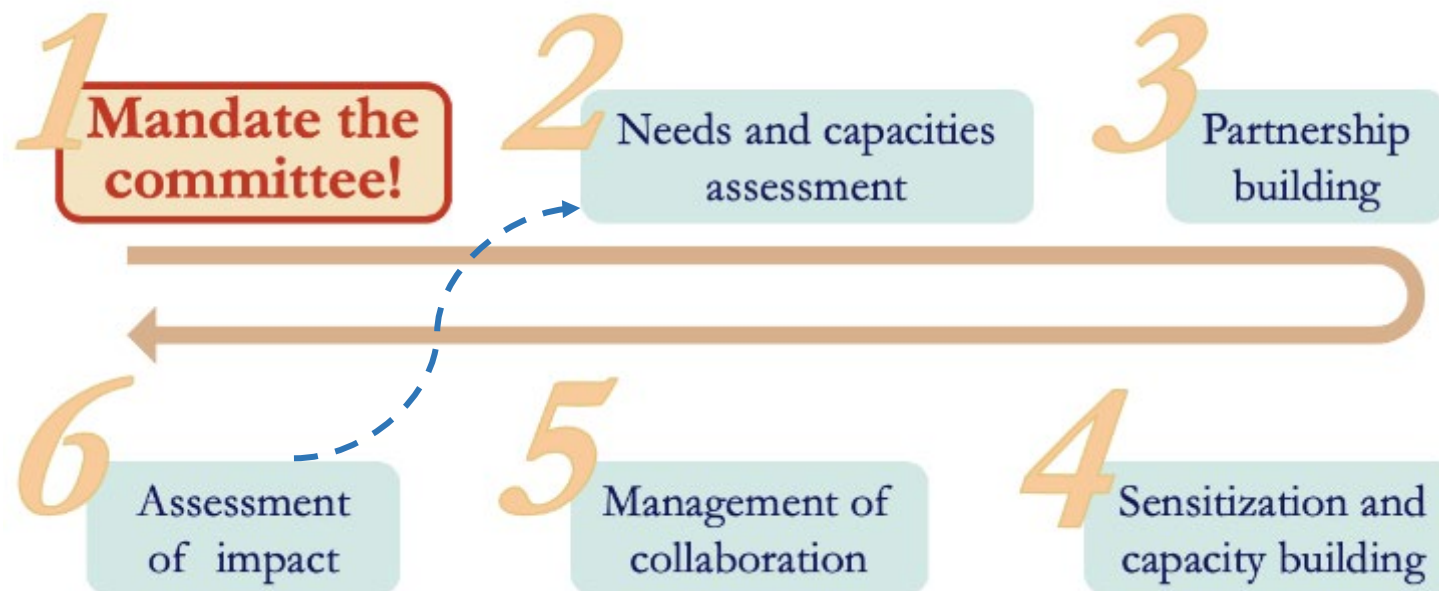 1
Mandate the
committee!
2
Needs and capacities
assessment
3
Partnership
building
4
Sensitization and
capacity building
5
Management of
collaboration
6
Assessment
of impact